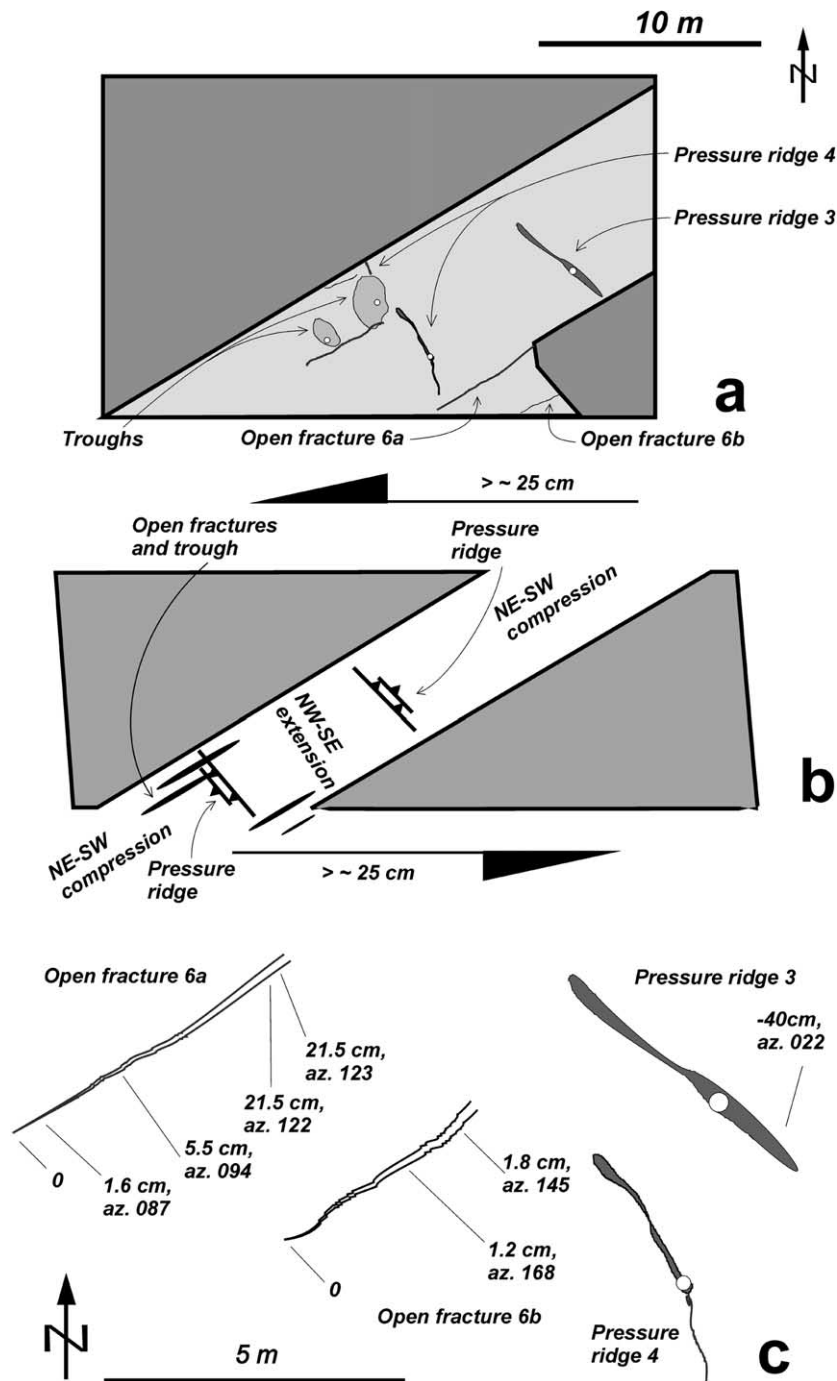 10 m
N
Pressure ridge 4
Pressure ridge 3
a
Troughs
Open fracture 6a
Open fracture 6b
> ~ 25 cm
Open fractures
and trough
Pressure
ridge
NE-SW
compression
NW-SE
extension
b
NE-SW
compression
Pressure
ridge
> ~ 25 cm
Open fracture 6a
Pressure ridge 3
-40cm,
az. 022
21.5 cm,
az. 123
21.5 cm,
az. 122
5.5 cm,
az. 094
1.6 cm,
az. 087
0
1.8 cm,
az. 145
1.2 cm,
az. 168
0
Open fracture 6b
N
5 m
Pressure
ridge 4
c